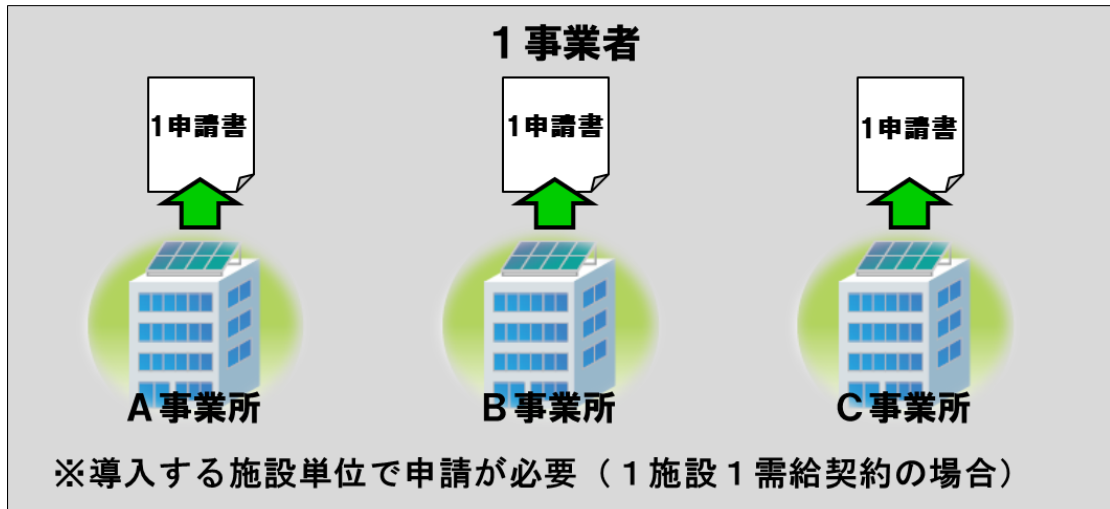 １事業者
1申請書
1申請書
1申請書
A事業所
B事業所
C事業所
※導入する施設単位で申請が必要（１施設１需給契約の場合）